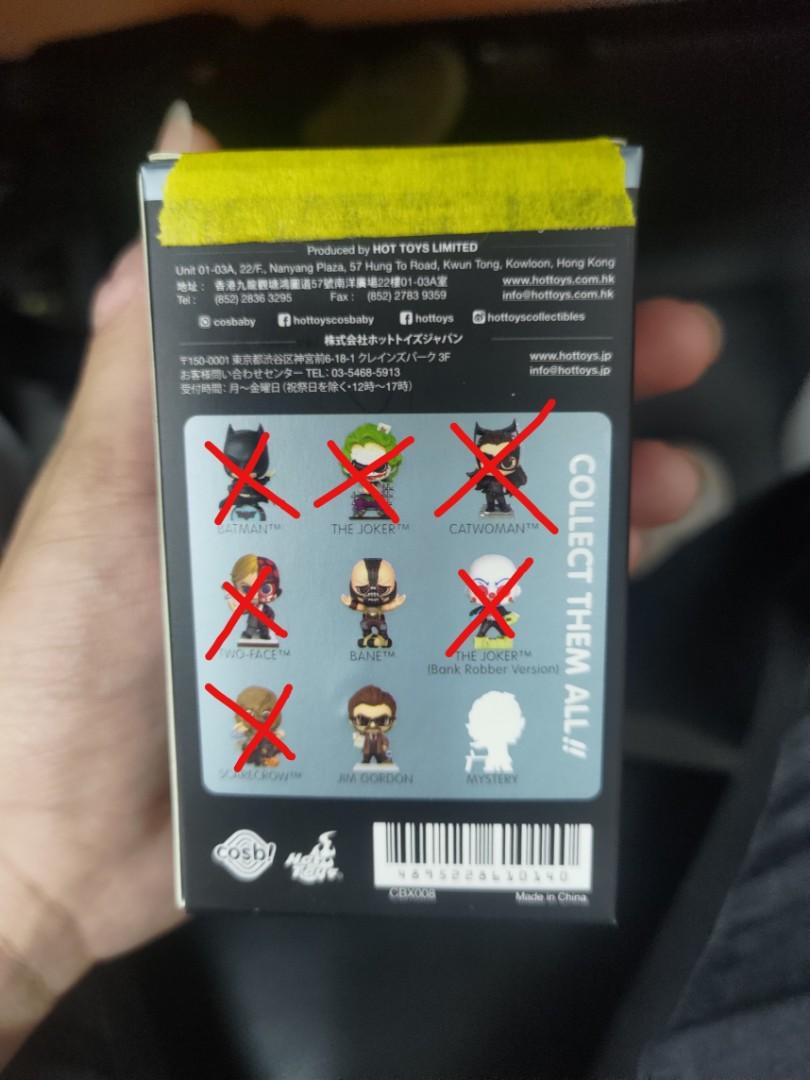 Produced by HOT TOYS LIMITED
Unit 01-03A, 22/F., Nanyang Plaza, 57 Hung To Road, Kwun Tong, Kowloon, Hong Kong
地址： 香港九龍觀塘鴻圖道57號南洋廣場22樓01-03A室 www.hottoys.com.hk
Tel : (852) 2836 3295 Fax : (852) 2783 9359 info@hottoys.com.hk
cosbaby hottoyscosbaby hottoys hottoyscollectibles
株式会社ホットトイズジャパン
〒150-0001 東京都渋谷区神宮前6-18-1 クレインズパーク 3F www.hottoys.jp
お客様問い合わせセンター TEL: 03-5468-5913 info@hottoys.jp
受付時間：月〜金曜日（祝祭日を除く・12時〜17時）
BATMAN™ THE JOKER™ CATWOMAN™
TWO-FACE™ BANE™ THE JOKER™
(Bank Robber Version)
SCARECROW™ JIM GORDON MYSTERY
COLLECT THEM ALL!!
cosbi
Hot Toys
4895228610140
CBX008 Made in China